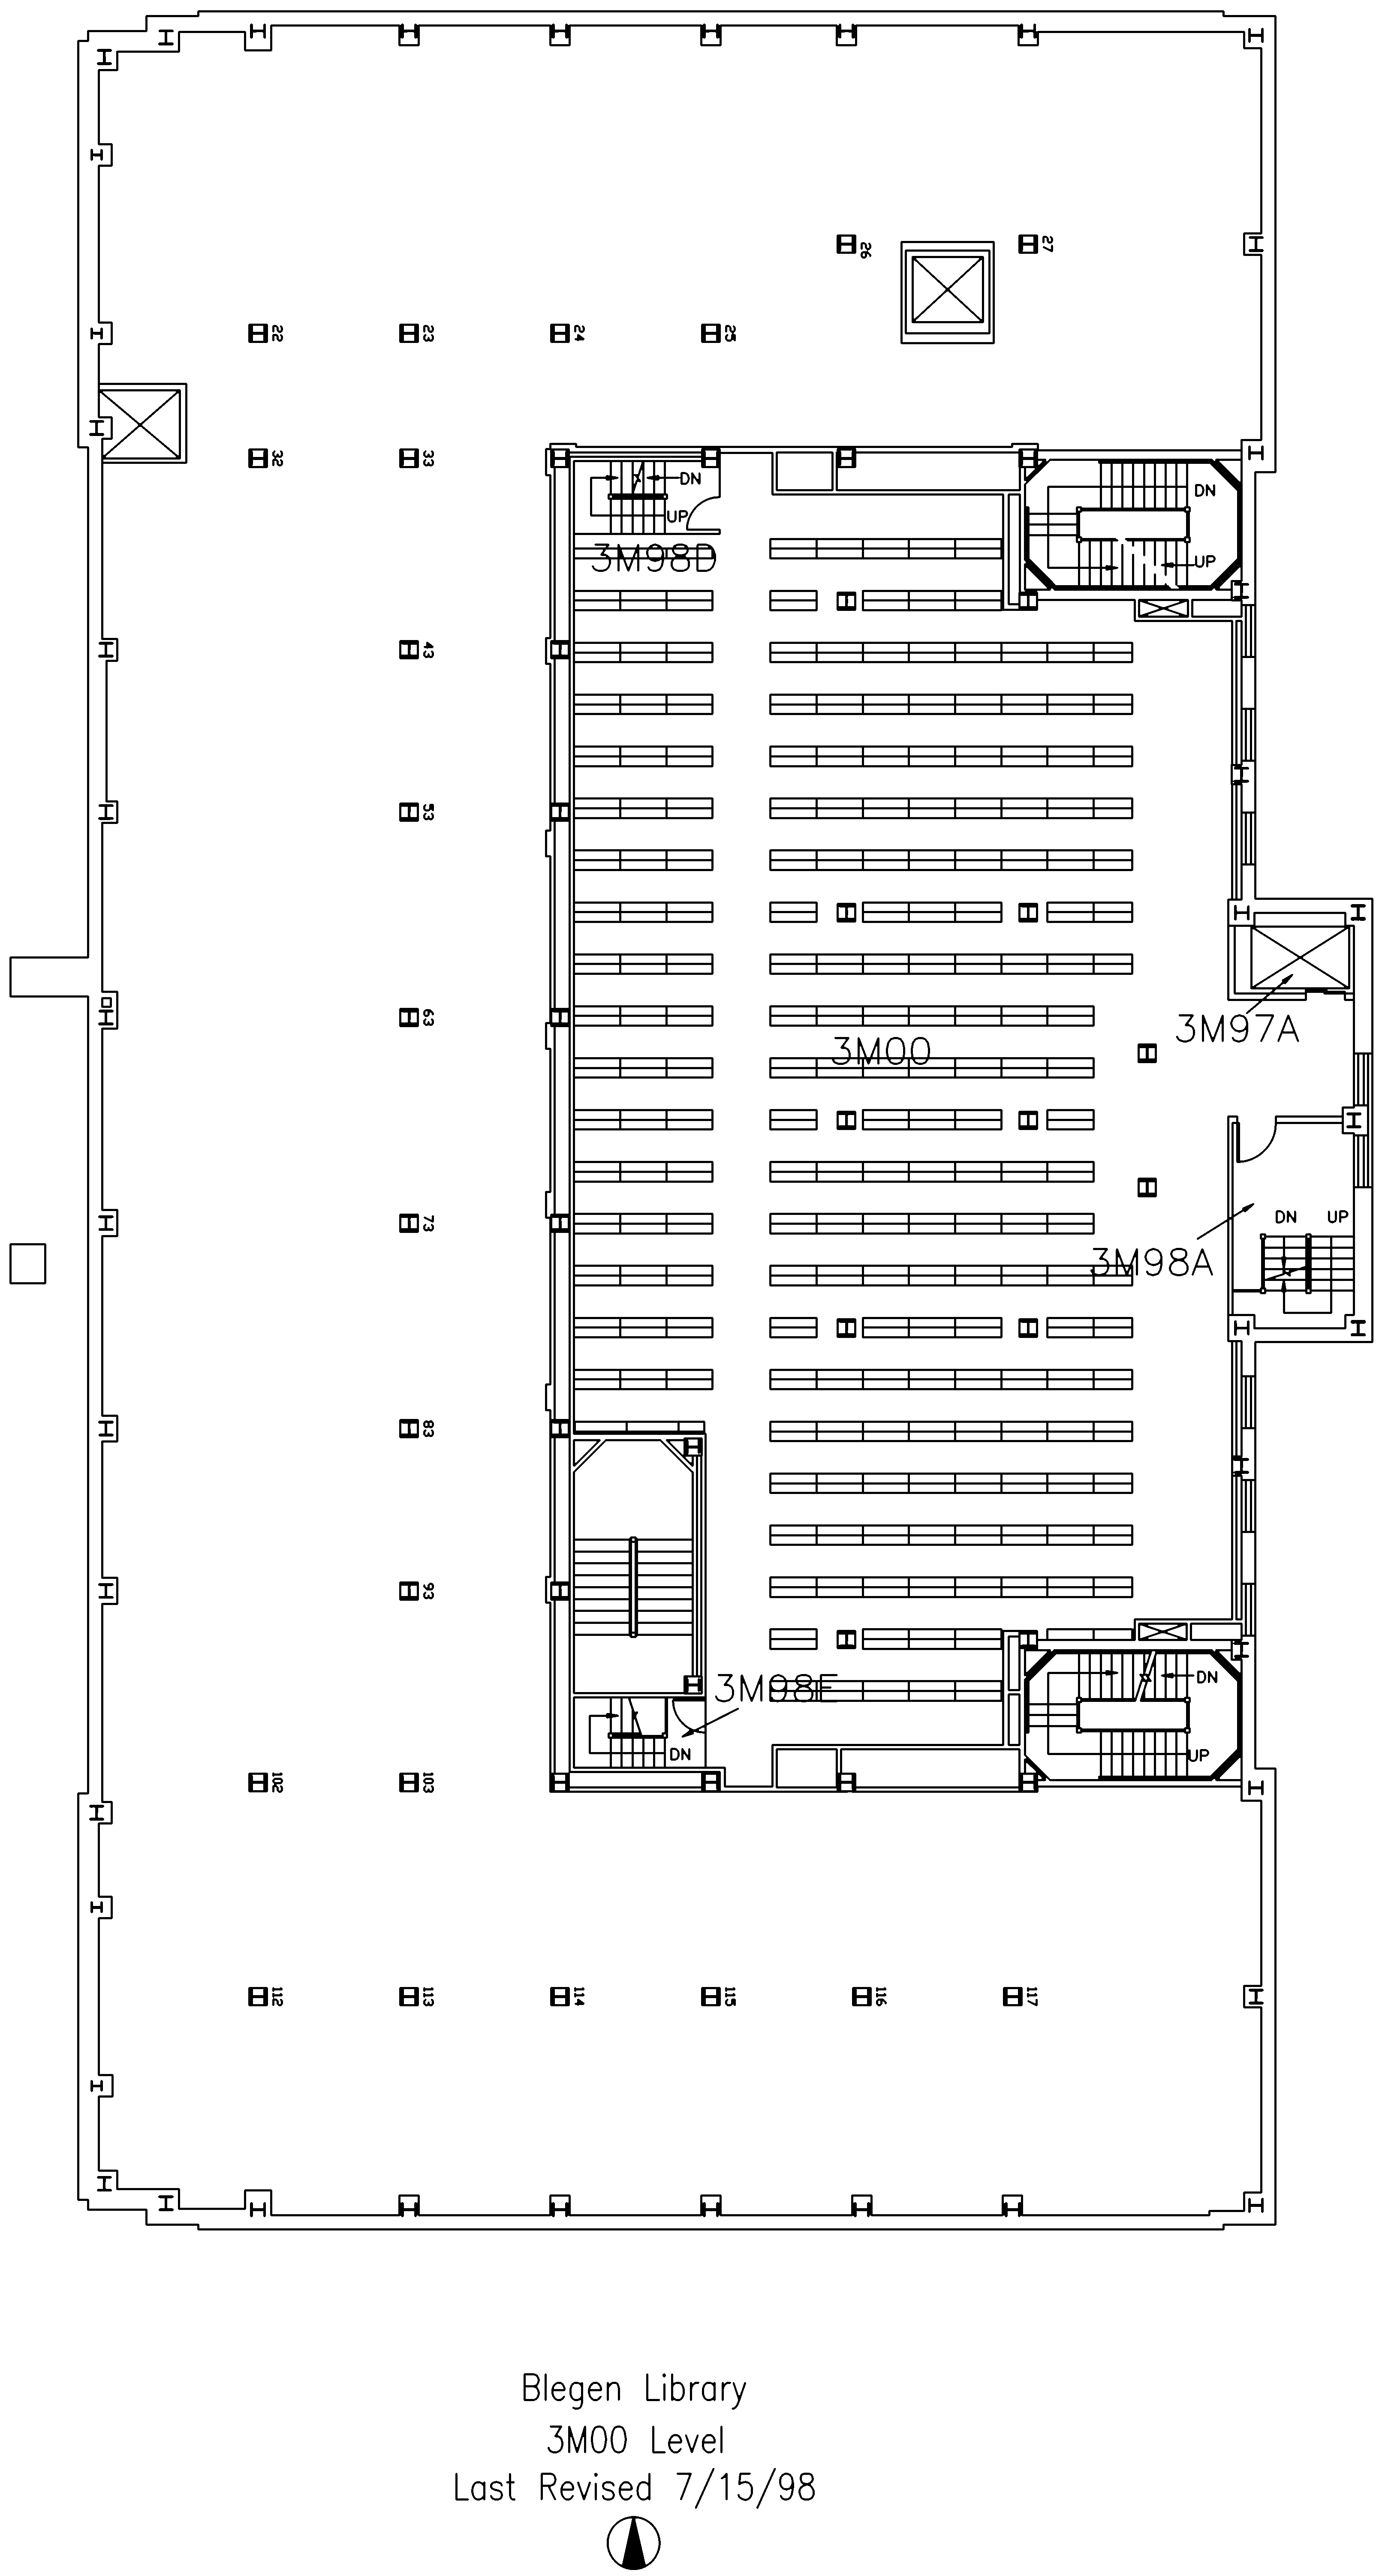 26
27
22
23
24
25
32
33
DN
UP
DN
UP
3M98D
43
53
63
3M97A
3M00
73
DN UP
3M98A
83
93
3M98E
DN
DN
UP
102
103
112
113
114
115
116
117
Blegen Library
3M00 Level
Last Revised 7/15/98